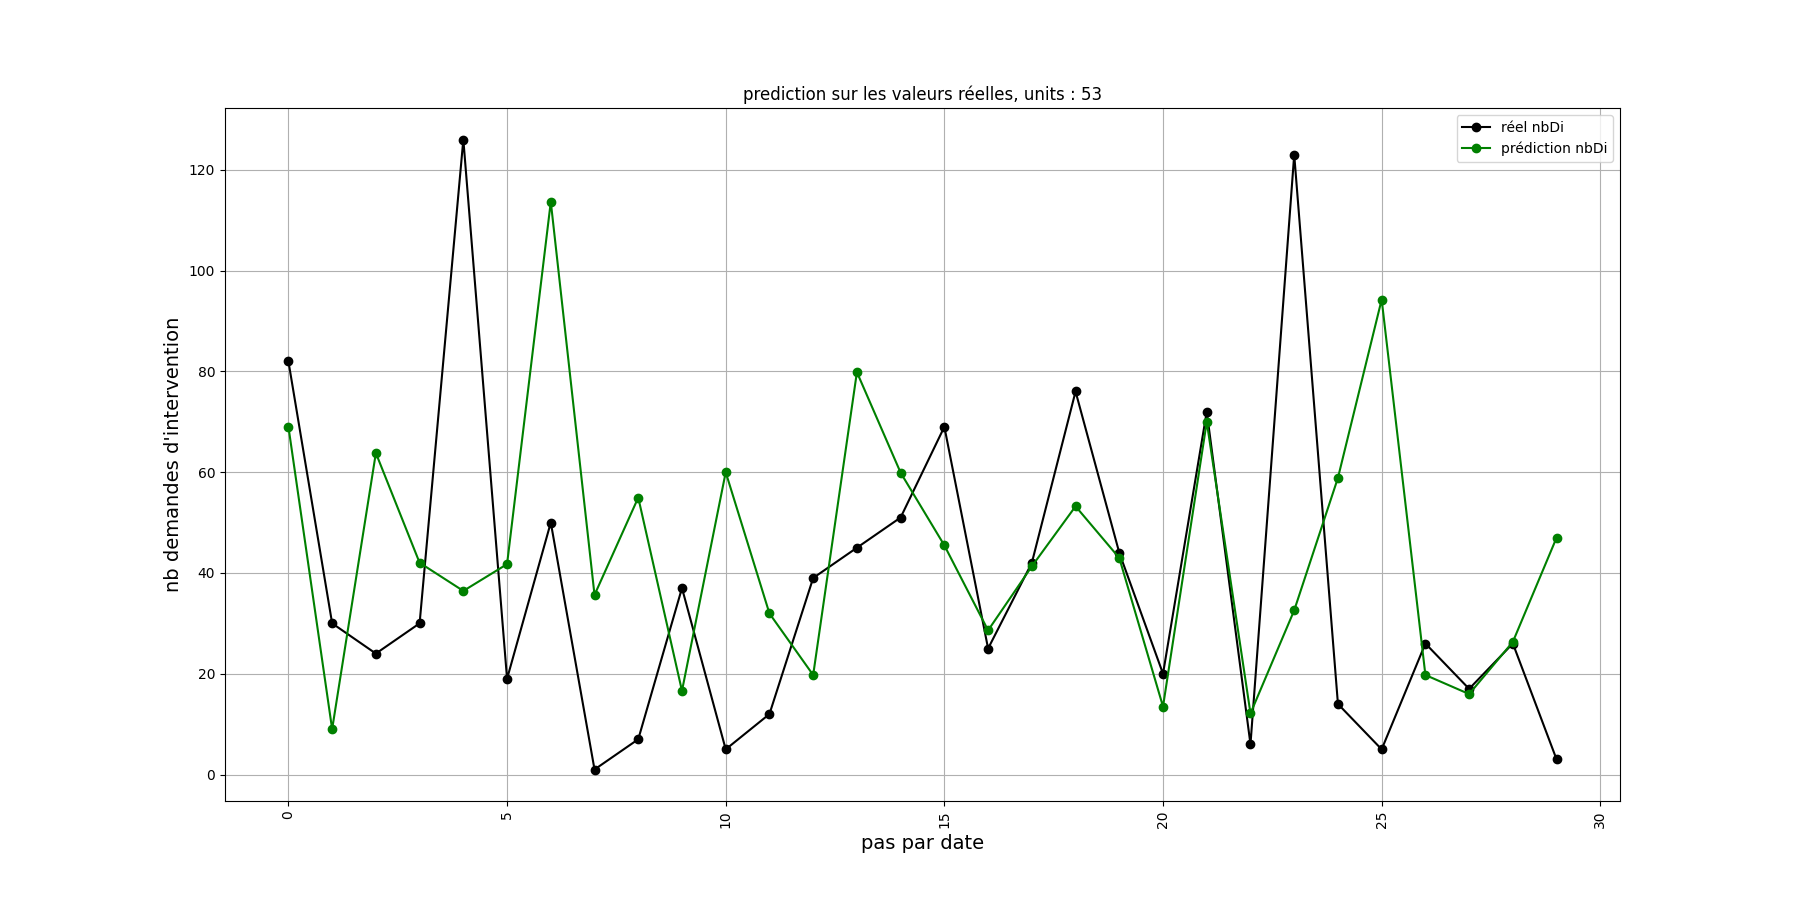 prediction sur les valeurs réelles, units : 53
réel nbDi
prédiction nbDi
nb demandes d'intervention
120
100
80
60
40
20
0
0
5
10
15
20
25
30
pas par date